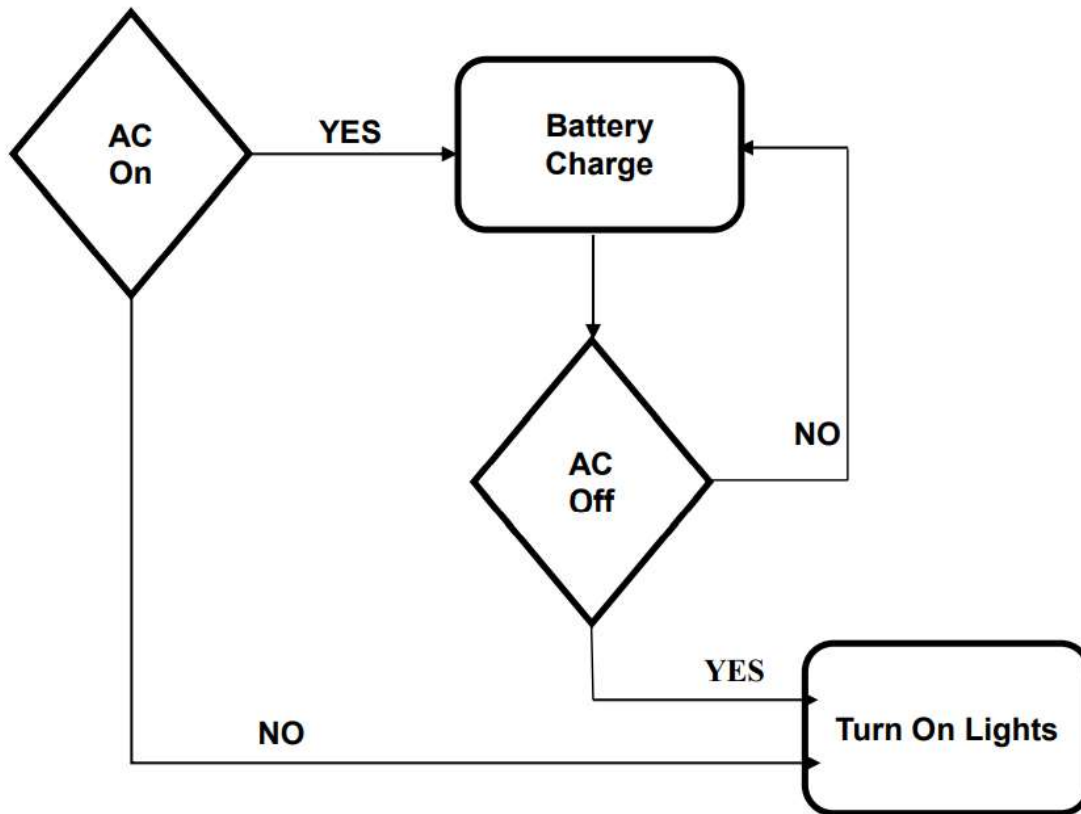 AC
On
YES
Battery
Charge
AC
Off
NO
YES
NO
Turn On Lights